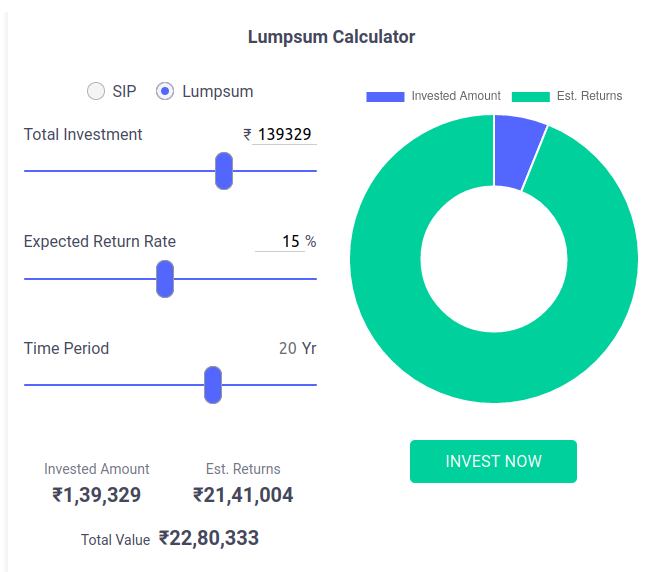 Lumpsum Calculator
SIP Lumpsum
Total Investment ₹ 139329
Expected Return Rate 15 %
Time Period 20 Yr
Invested Amount Est. Returns
₹1,39,329 ₹21,41,004
Total Value ₹22,80,333
Invested Amount Est. Returns
INVEST NOW